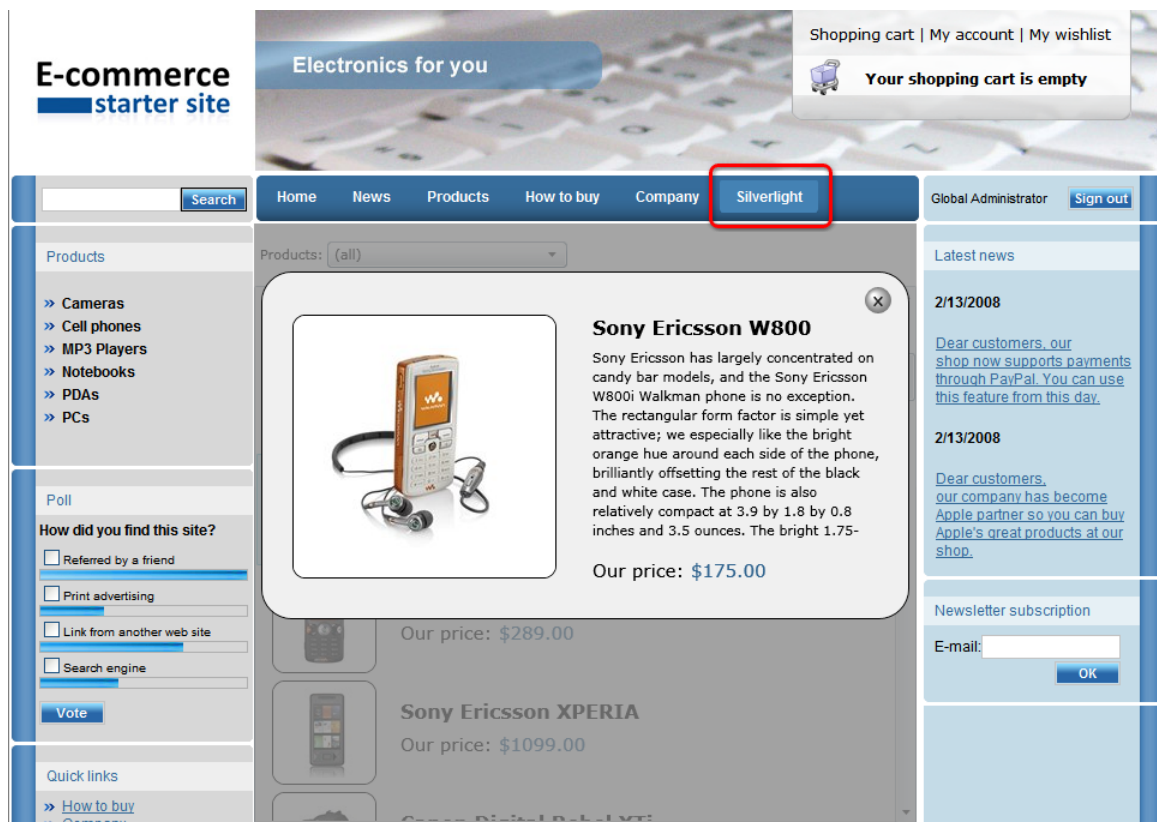 E-commerce
starter site
Electronics for you
Shopping cart | My account | My wishlist
Your shopping cart is empty
Search
Home News Products How to buy Company Silverlight
Global Administrator Sign out
Products
» Cameras
» Cell phones
» MP3 Players
» Notebooks
» PDAs
» PCs
Poll
How did you find this site?
Referred by a friend
Print advertising
Link from another web site
Search engine
Vote
Quick links
» How to buy
Products: (all)
Sony Ericsson W800
Sony Ericsson has largely concentrated on
candy bar models, and the Sony Ericsson
W800i Walkman phone is no exception.
The rectangular form factor is simple yet
attractive; we especially like the bright
orange hue around each side of the phone,
brilliantly offsetting the rest of the black
and white case. The phone is also
relatively compact at 3.9 by 1.8 by 0.8
inches and 3.5 ounces. The bright 1.75-
Our price: $175.00
Our price: $289.00
Sony Ericsson XPERIA
Our price: $1099.00
Latest news
2/13/2008
Dear customers, our
shop now supports payments
through PayPal. You can use
this feature from this day.
2/13/2008
Dear customers,
our company has become
Apple partner so you can buy
Apple's great products at our
shop.
Newsletter subscription
E-mail:
OK